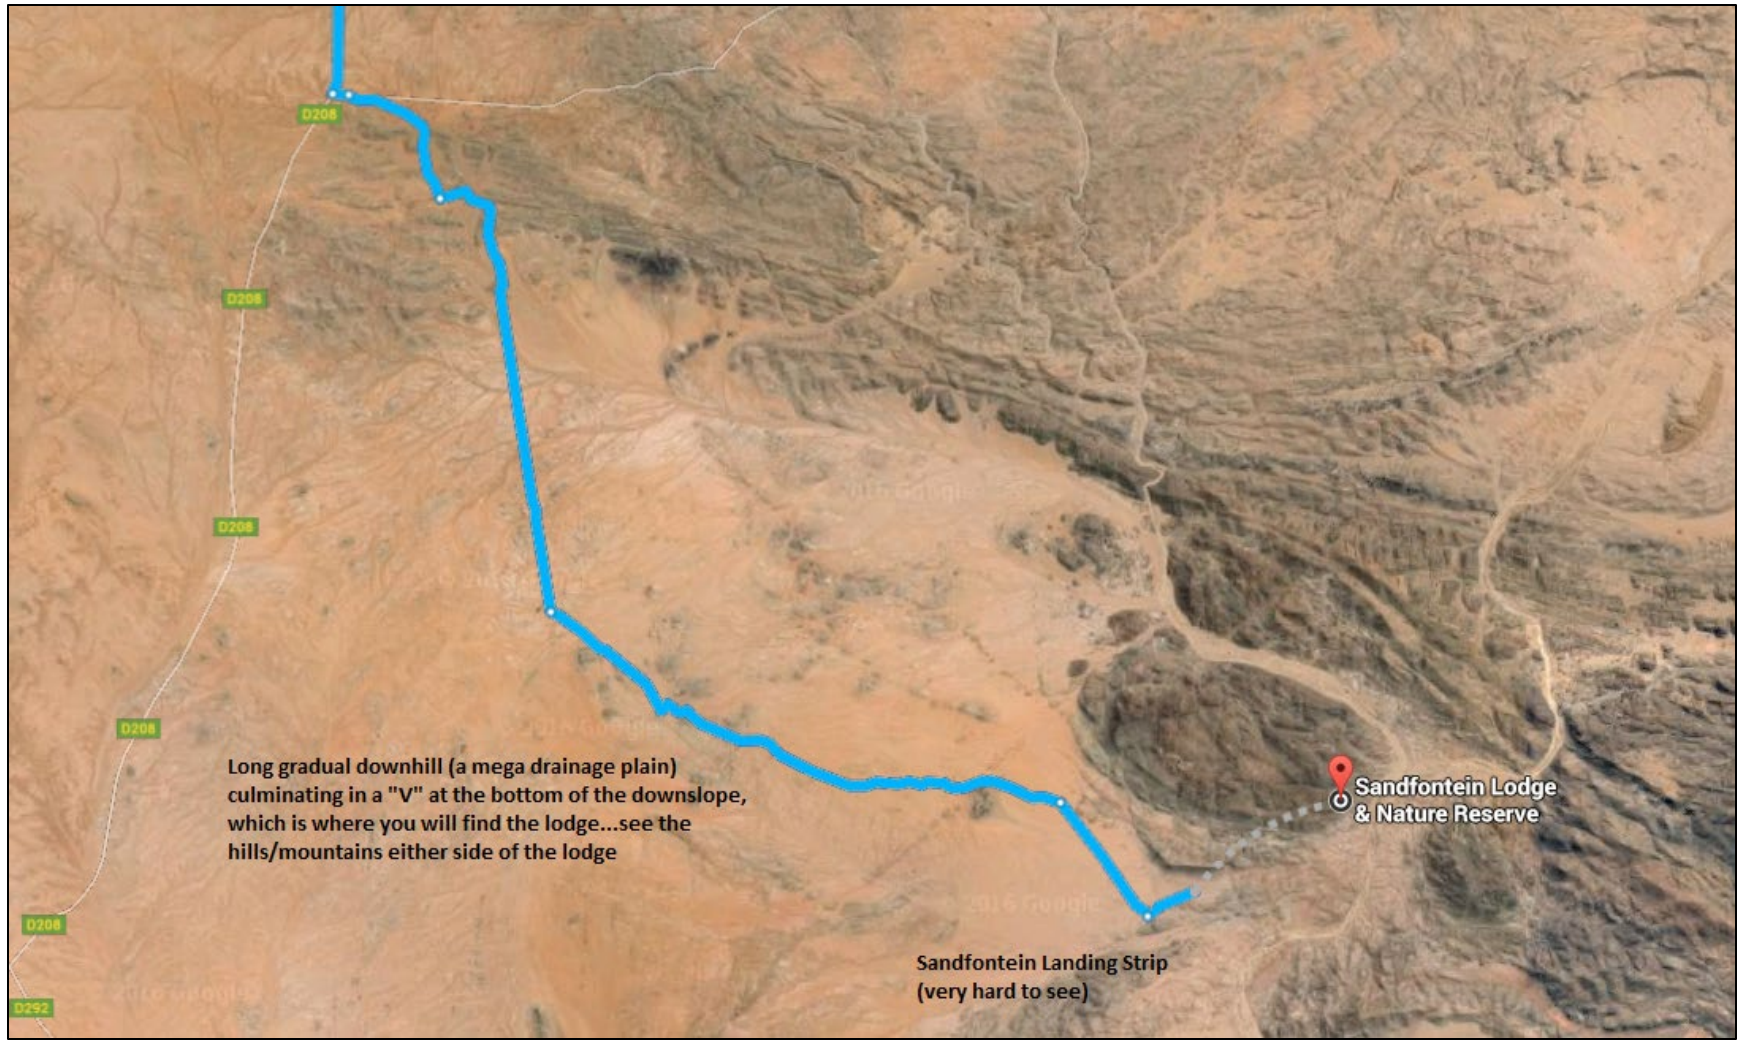 D208
D208
D208
D208
Long gradual downhill (a mega drainage plain)
culminating in a "V" at the bottom of the downslope,
which is where you will find the lodge...see the
hills/mountains either side of the lodge
Sandfontein Lodge
& Nature Reserve
2016 Google
D208
Sandfontein Landing Strip
(very hard to see)
D292